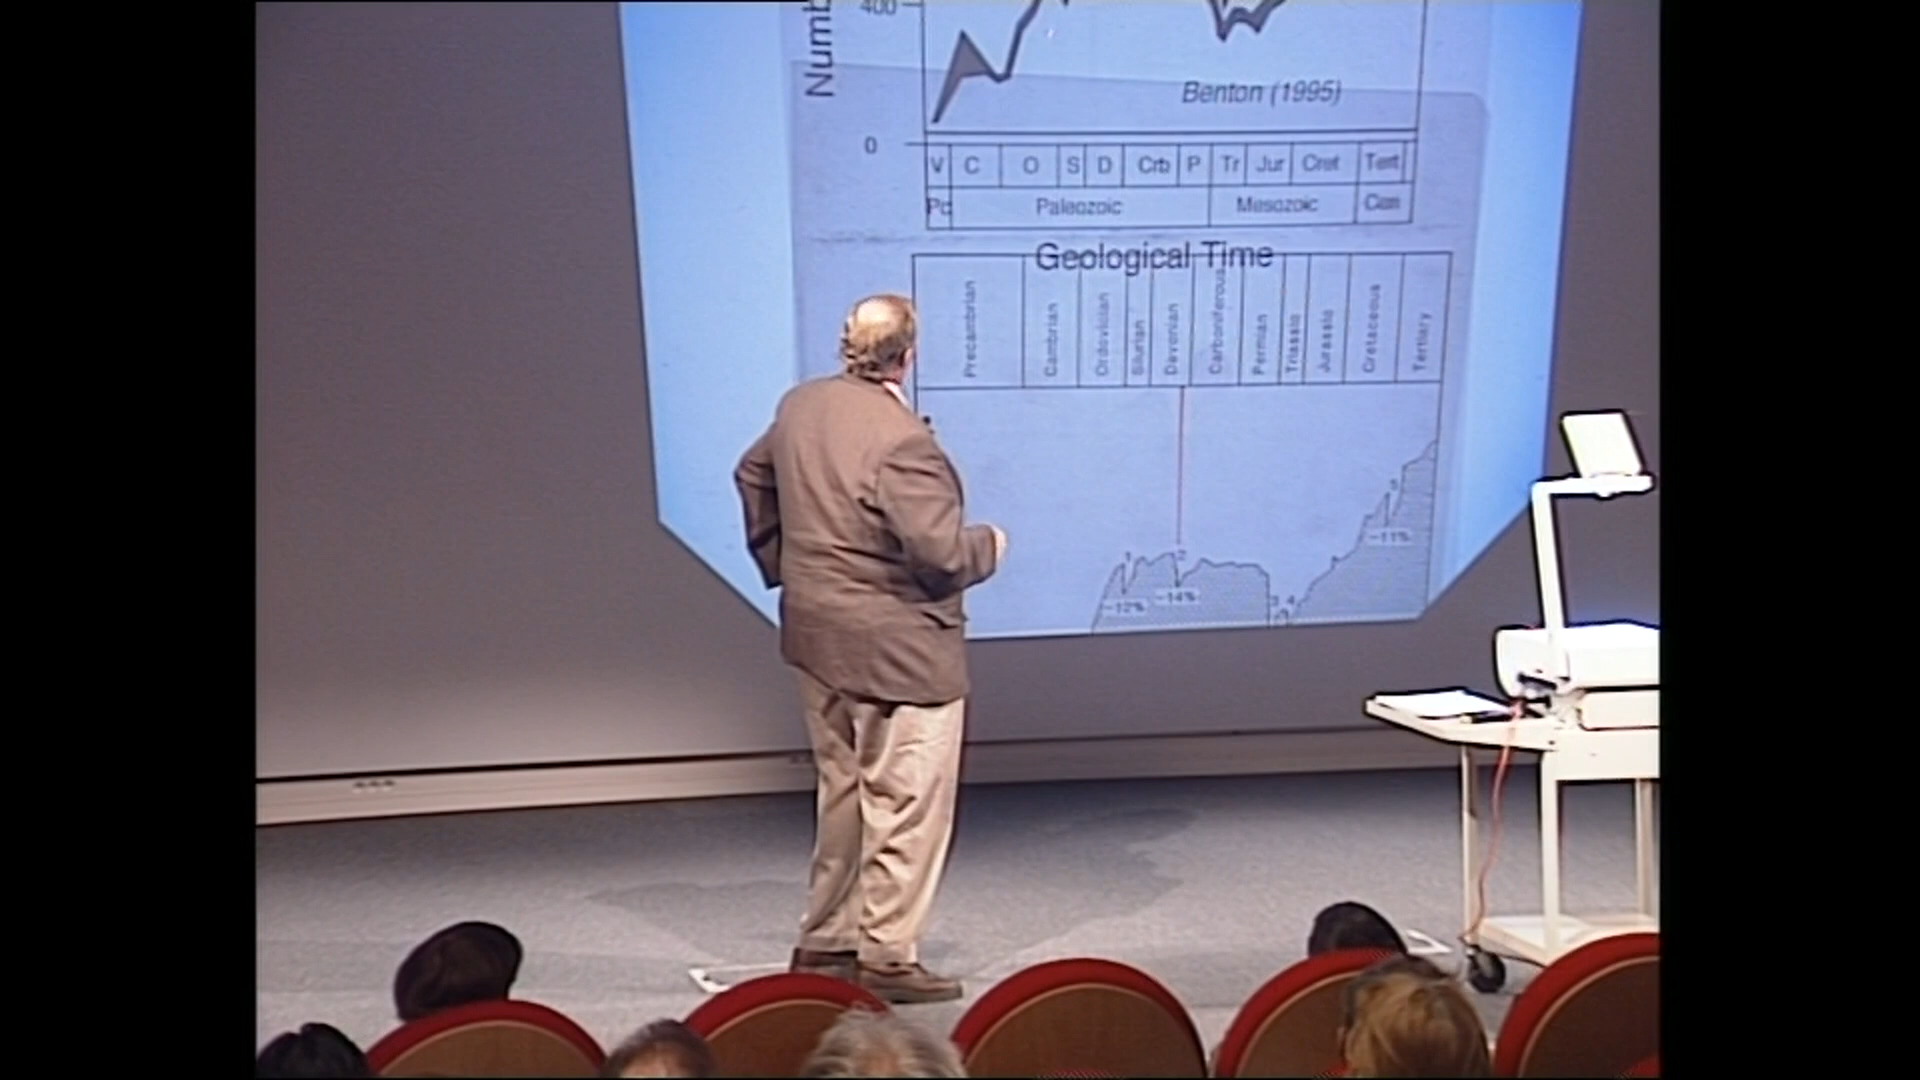 400
Numb
Benton (1995)
0
V C O S D Crb P Tr Jur Cret Tert
Pc Paleozoic Mesozoic Cen
Geological Time
Precambrian Cambrian Ordovician Silurian Devonian Carboniferous Permian Triassic Jurassic Cretaceous Tertiary
5
-11%
1 2
-12% -14%
3 4